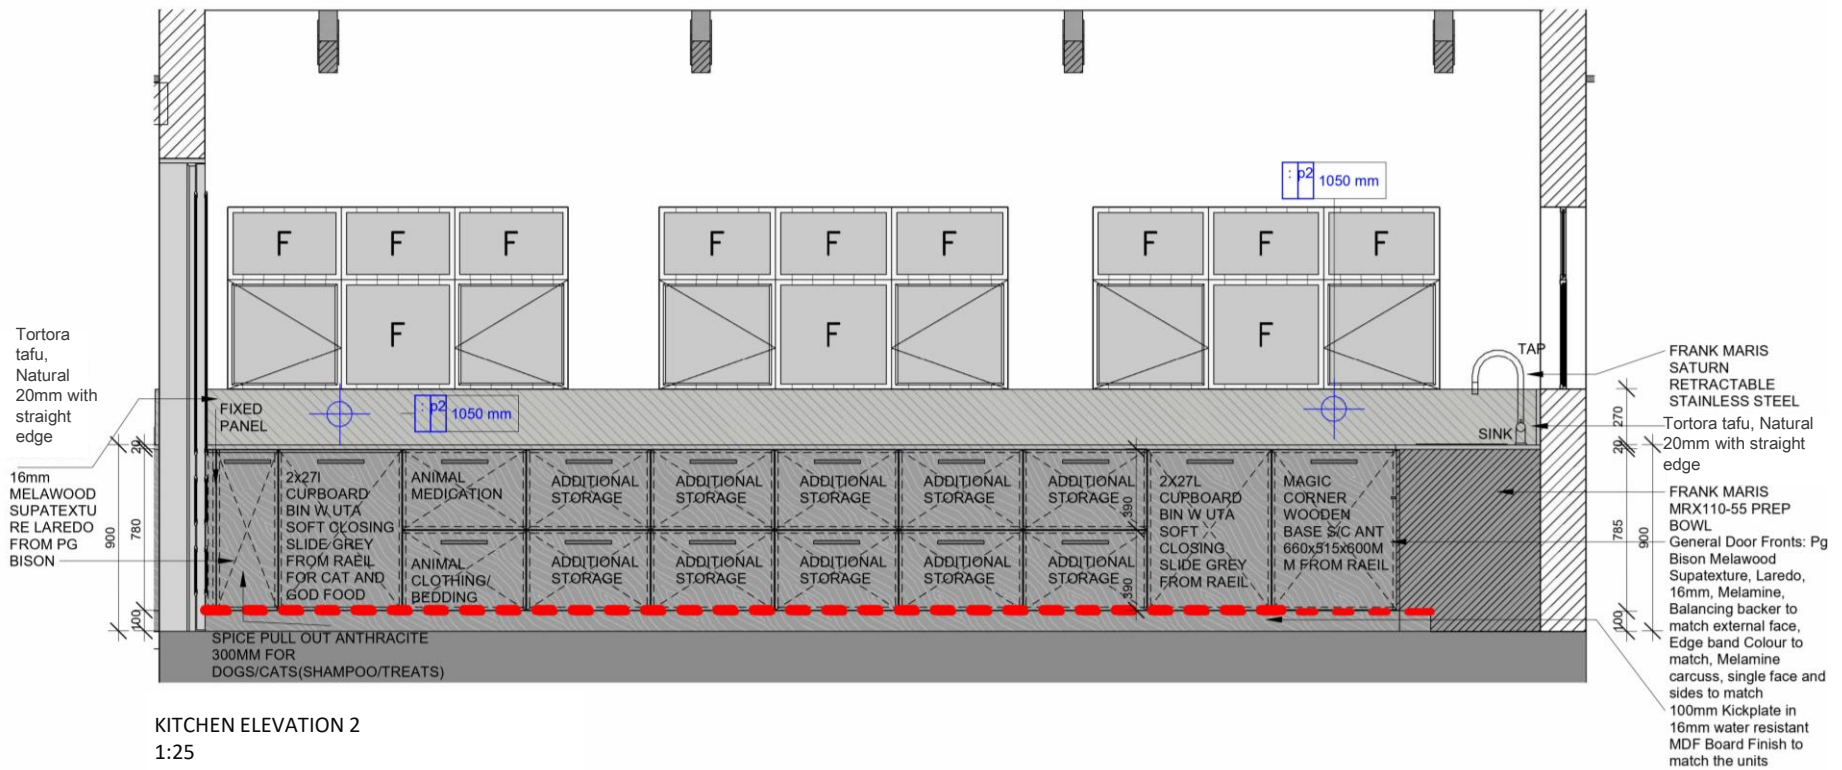 : p2 1050 mm
F F F F F F F F F
F F F
Tortora
tafu,
Natural
20mm with
straight
edge
16mm
MELAWOOD
SUPATEXTU
RE LAREDO
FROM PG
BISON
900
20
780
100
FIXED
PANEL
: p2 1050 mm
TAP
SINK
2x27l
CUPBOARD
BIN W UTA
SOFT CLOSING
SLIDE GREY
FROM RAEIL
FOR CAT AND
GOD FOOD
ANIMAL
MEDICATION
ANIMAL
CLOTHING/
BEDDING
ADDITIONAL
STORAGE
ADDITIONAL
STORAGE
ADDITIONAL
STORAGE
ADDITIONAL
STORAGE
ADDITIONAL
STORAGE
ADDITIONAL
STORAGE
ADDITIONAL
STORAGE
ADDITIONAL
STORAGE
ADDITIONAL
STORAGE
ADDITIONAL
STORAGE
390
390
2X27L
CUPBOARD
BIN W UTA
SOFT
CLOSING
SLIDE GREY
FROM RAEIL
MAGIC
CORNER
WOODEN
BASE S/C ANT
660x515x600M
M FROM RAEIL
270
20
785
900
100
FRANK MARIS
SATURN
RETRACTABLE
STAINLESS STEEL
Tortora tafu, Natural
20mm with straight
edge
FRANK MARIS
MRX110-55 PREP
BOWL
General Door Fronts: Pg
Bison Melawood
Supatexture, Laredo,
16mm, Melamine,
Balancing backer to
match external face,
Edge band Colour to
match, Melamine
carcuss, single face and
sides to match
100mm Kickplate in
16mm water resistant
MDF Board Finish to
match the units
SPICE PULL OUT ANTHRACITE
300MM FOR
DOGS/CATS(SHAMPOO/TREATS)
KITCHEN ELEVATION 2
1:25